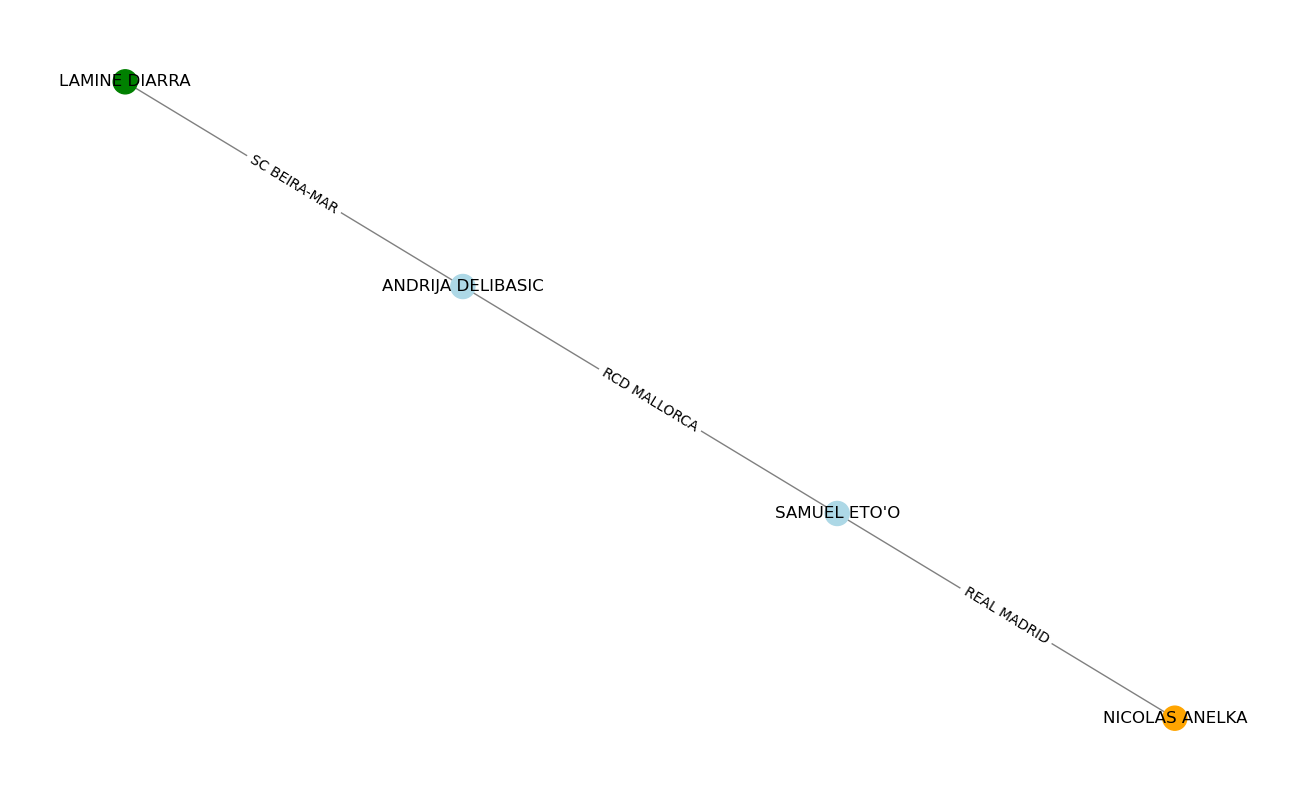 LAMINE DIARRA
SC BEIRA-MAR
ANDRIJA DELIBASIC
RCD MALLORCA
SAMUEL ETO'O
REAL MADRID
NICOLAS ANELKA